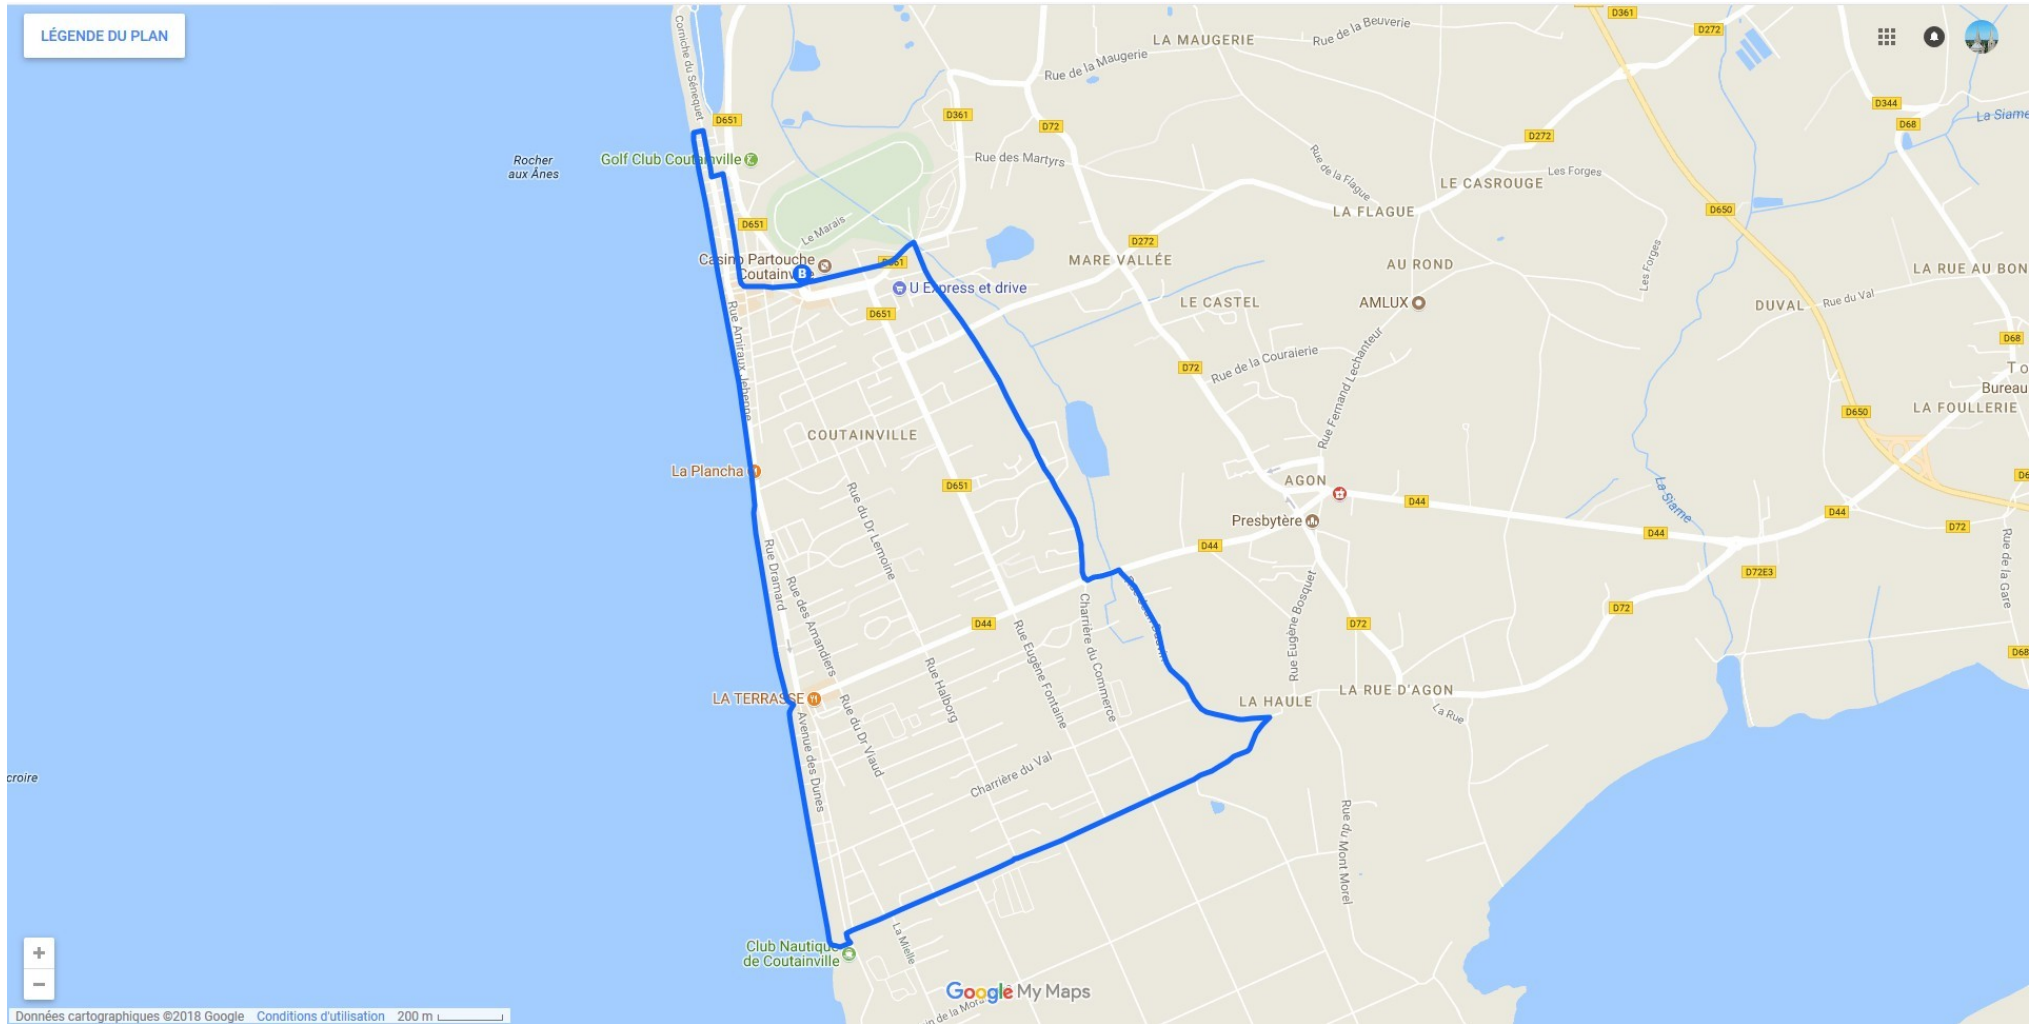 LÉGENDE DU PLAN
Corniche du Sénequet
D651
Golf Club Coutainville
Rocher
aux Ânes
D651
Le Marais
Casino Partouche
D361
D72
Rue des Martyrs
Rue de la Maugerie
LA MAUGERIE
Rue de la Beuverie
D361
D272
D344
D68
La Siame
D272
Rue de la Flague
Les Forges
LE CASROUGE
LA FLAGUE
D650
D272
MARE VALLÉE
AU ROND
Les Forges
LA RUE AU BON
DUVAL
Rue du Val
B
U Express et drive
D651
LE CASTEL
AMLUX
Rue Amiraux Jehenne
D72
Rue de la Couraierie
Rue Fernand Lechanteur
D68
To
Bureau
LA FOULLERIE
D650
COUTAINVILLE
La Plancha
D651
Rue du Dr Lemoine
AGON
Presbytère
D44
D44
D44
D44
D72
La Siame
D72E3
Rue de la Gare
Rue Dramard
Rue des Amandiers
D44
Rue Eugène Fontaine
Charrière du Commerce
Rue Eugène Bosquet
D72
D72
D68
LA TERRASSE
Rue Halborg
Rue du Dr Viaud
Avenue des Dunes
LA HAULE
LA RUE D'AGON
La Rue
Charrière du Val
croire
Rue du Mont Morel
La Mielle
Club Nautique
de Coutainville
+
−
Google My Maps
Données cartographiques ©2018 Google Conditions d'utilisation 200 m